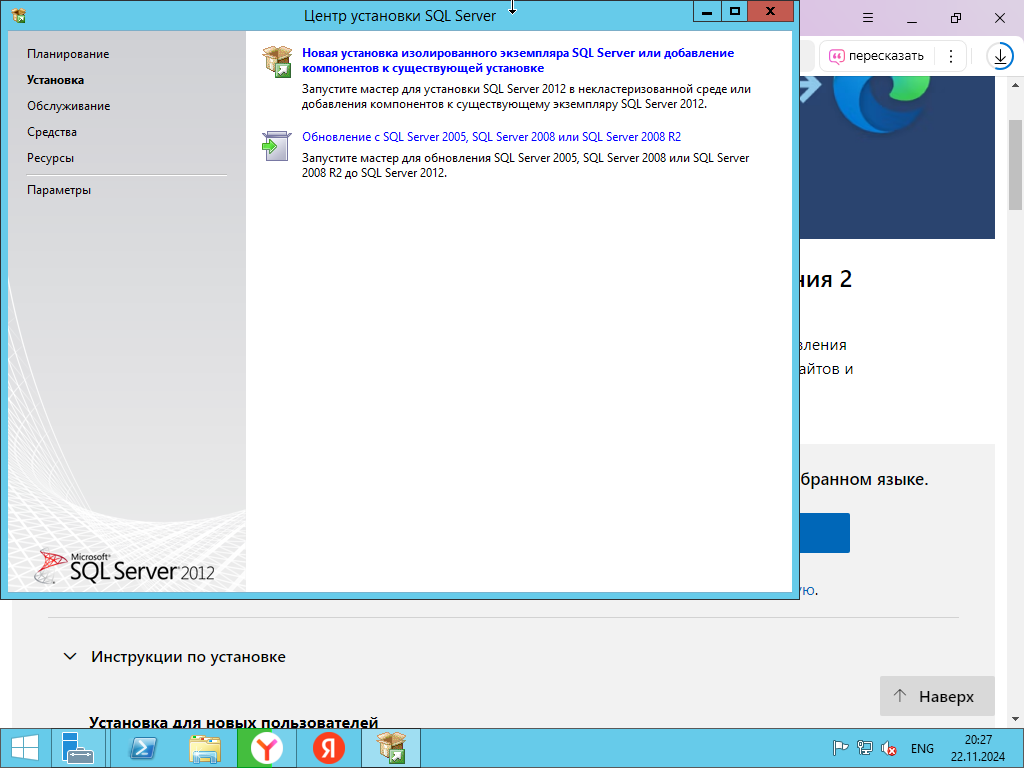 Центр установки SQL Server
Планирование
Установка
Обслуживание
Средства
Ресурсы
Параметры
Новая установка изолированного экземпляра SQL Server или добавление
компонентов к существующей установке
Запустите мастер для установки SQL Server 2012 в некластеризованной среде или
добавления компонентов к существующему экземпляру SQL Server 2012.
Обновление с SQL Server 2005, SQL Server 2008 или SQL Server 2008 R2
Запустите мастер для обновления SQL Server 2005, SQL Server 2008 или SQL Server
2008 R2 до SQL Server 2012.
Microsoft®
SQL Server® 2012
пересказать
2
айтов и
языке.
Инструкции по установке
Наверх
Установка для новых пользователей
ENG
20:27
22.11.2024